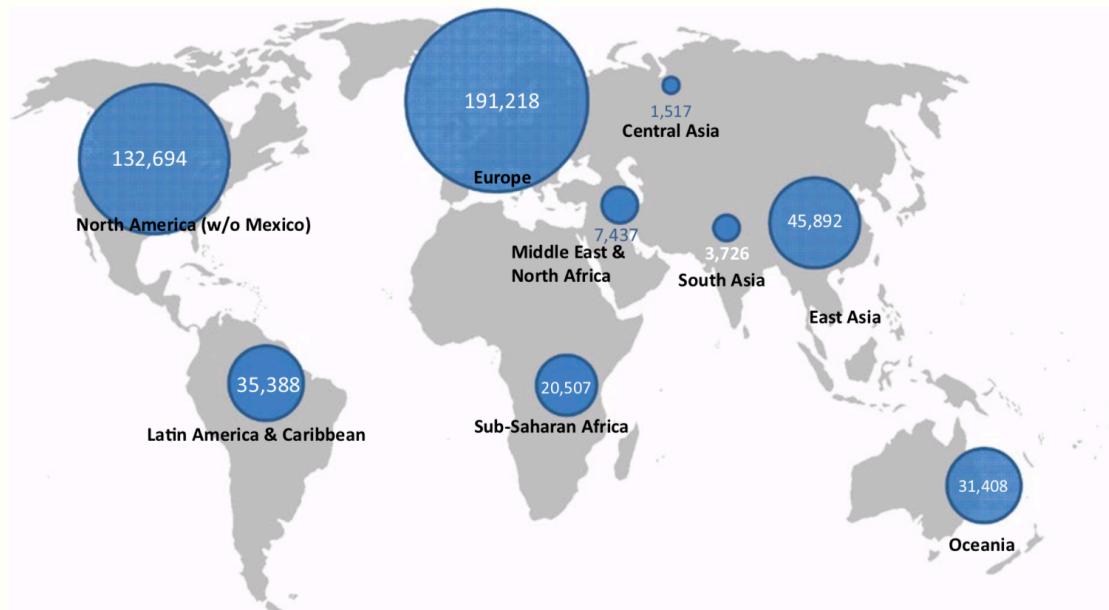 191,218
Europe
1,517
Central Asia
132,694
North America (w/o Mexico)
7,437
Middle East &
North Africa
3,726
South Asia
45,892
East Asia
35,388
Latin America & Caribbean
20,507
Sub-Saharan Africa
31,408
Oceania